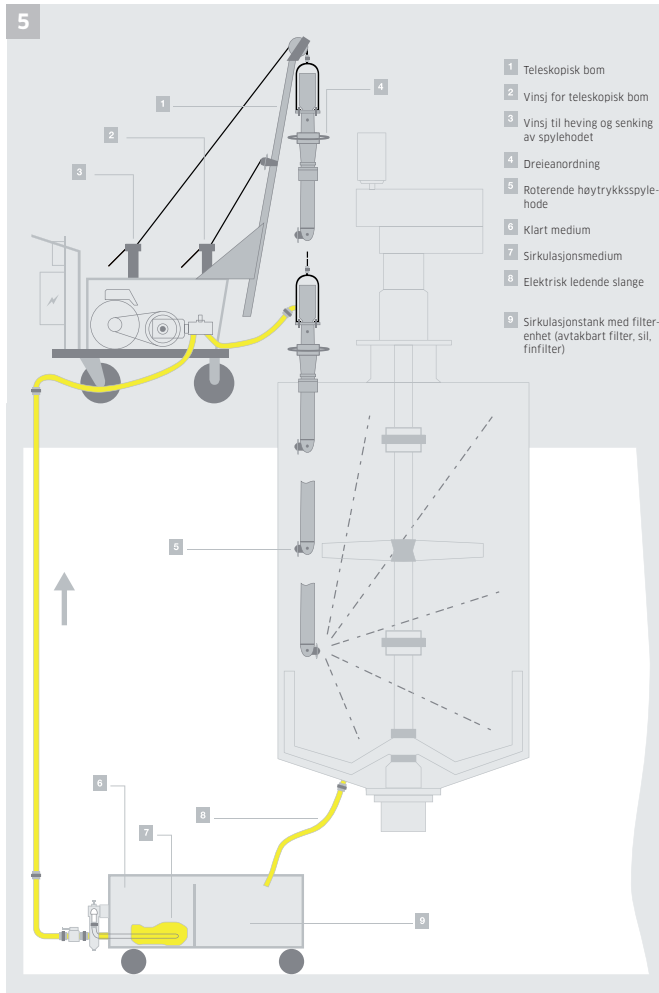 5
1 Teleskopisk bom
2 Vinsj for teleskopisk bom
3 Vinsj til heving og senking
av spylehodet
4 Dreieanordning
5 Roterende høytrykksspyle-
hode
6 Klart medium
7 Sirkulasjonsmedium
8 Elektrisk ledende slange
9 Sirkulasjonstank med filter-
enhet (avtakbart filter, sil,
finfilter)
1
2
3
4
5
6
7
8
9